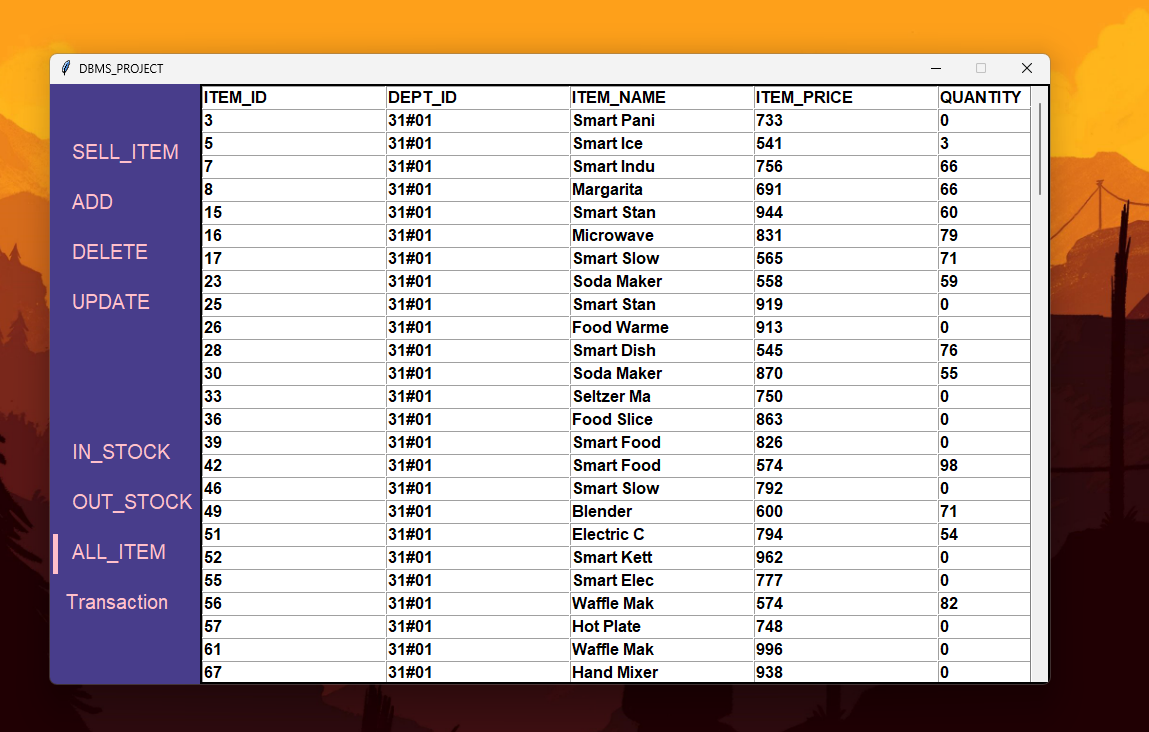 DBMS_PROJECT
SELL_ITEM
ADD
DELETE
UPDATE
IN_STOCK
OUT_STOCK
ALL_ITEM
Transaction
ITEM_ID DEPT_ID ITEM_NAME ITEM_PRICE QUANTITY
3 31#01 Smart Pani 733 0
5 31#01 Smart Ice 541 3
7 31#01 Smart Indu 756 66
8 31#01 Margarita 691 66
15 31#01 Smart Stan 944 60
16 31#01 Microwave 831 79
17 31#01 Smart Slow 565 71
23 31#01 Soda Maker 558 59
25 31#01 Smart Stan 919 0
26 31#01 Food Warme 913 0
28 31#01 Smart Dish 545 76
30 31#01 Soda Maker 870 55
33 31#01 Seltzer Ma 750 0
36 31#01 Food Slice 863 0
39 31#01 Smart Food 826 0
42 31#01 Smart Food 574 98
46 31#01 Smart Slow 792 0
49 31#01 Blender 600 71
51 31#01 Electric C 794 54
52 31#01 Smart Kett 962 0
55 31#01 Smart Elec 777 0
56 31#01 Waffle Mak 574 82
57 31#01 Hot Plate 748 0
61 31#01 Waffle Mak 996 0
67 31#01 Hand Mixer 938 0